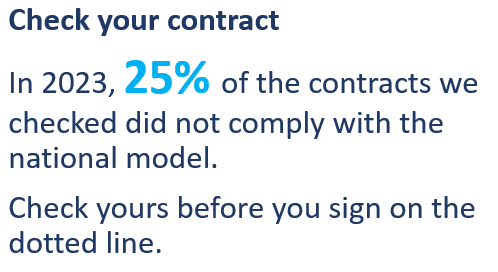 Check your contract
In 2023, 25% of the contracts we
checked did not comply with the
national model.
Check yours before you sign on the
dotted line.